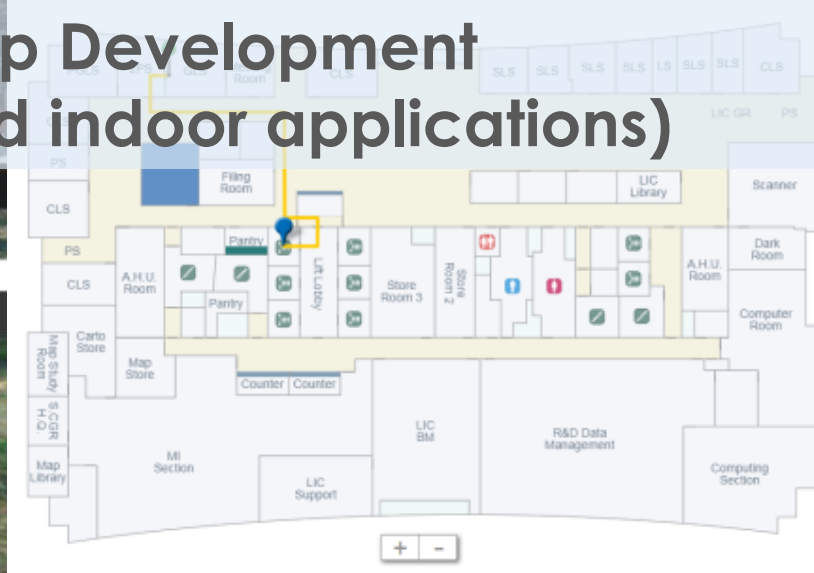 p Development
d indoor applications)
CLS
SLS
SLS
SLS
SLS
LS
SLS
SLS
CLS
LIC GR
PS
PS
CLS
PS
CLS
Filing
Room
LIC
Library
Scanner
Dark
Room
Computer
Room
A.H.U.
Room
Pantry
Pantry
Lift Lobby
Store
Room 3
Store
Room 2
A.H.U.
Room
Carto
Store
Map
Store
Map Study
Room
S.CGR
H.Q.
Map
Library
Counter
Counter
MI
Section
LIC
Support
LIC
BM
R&D Data
Management
Computing
Section
+
-